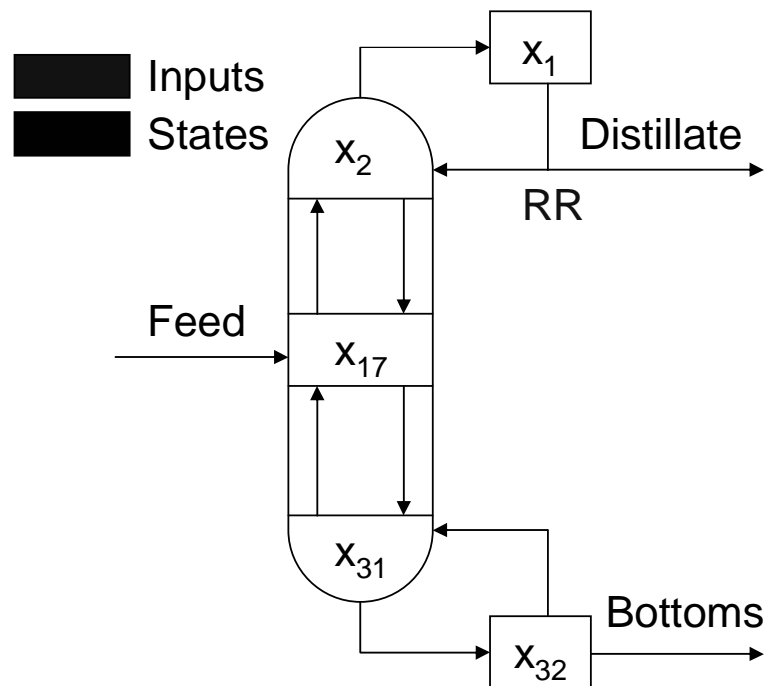 x1
Inputs
States
Distillate
x2
RR
Feed
x17
x31
Bottoms
x32